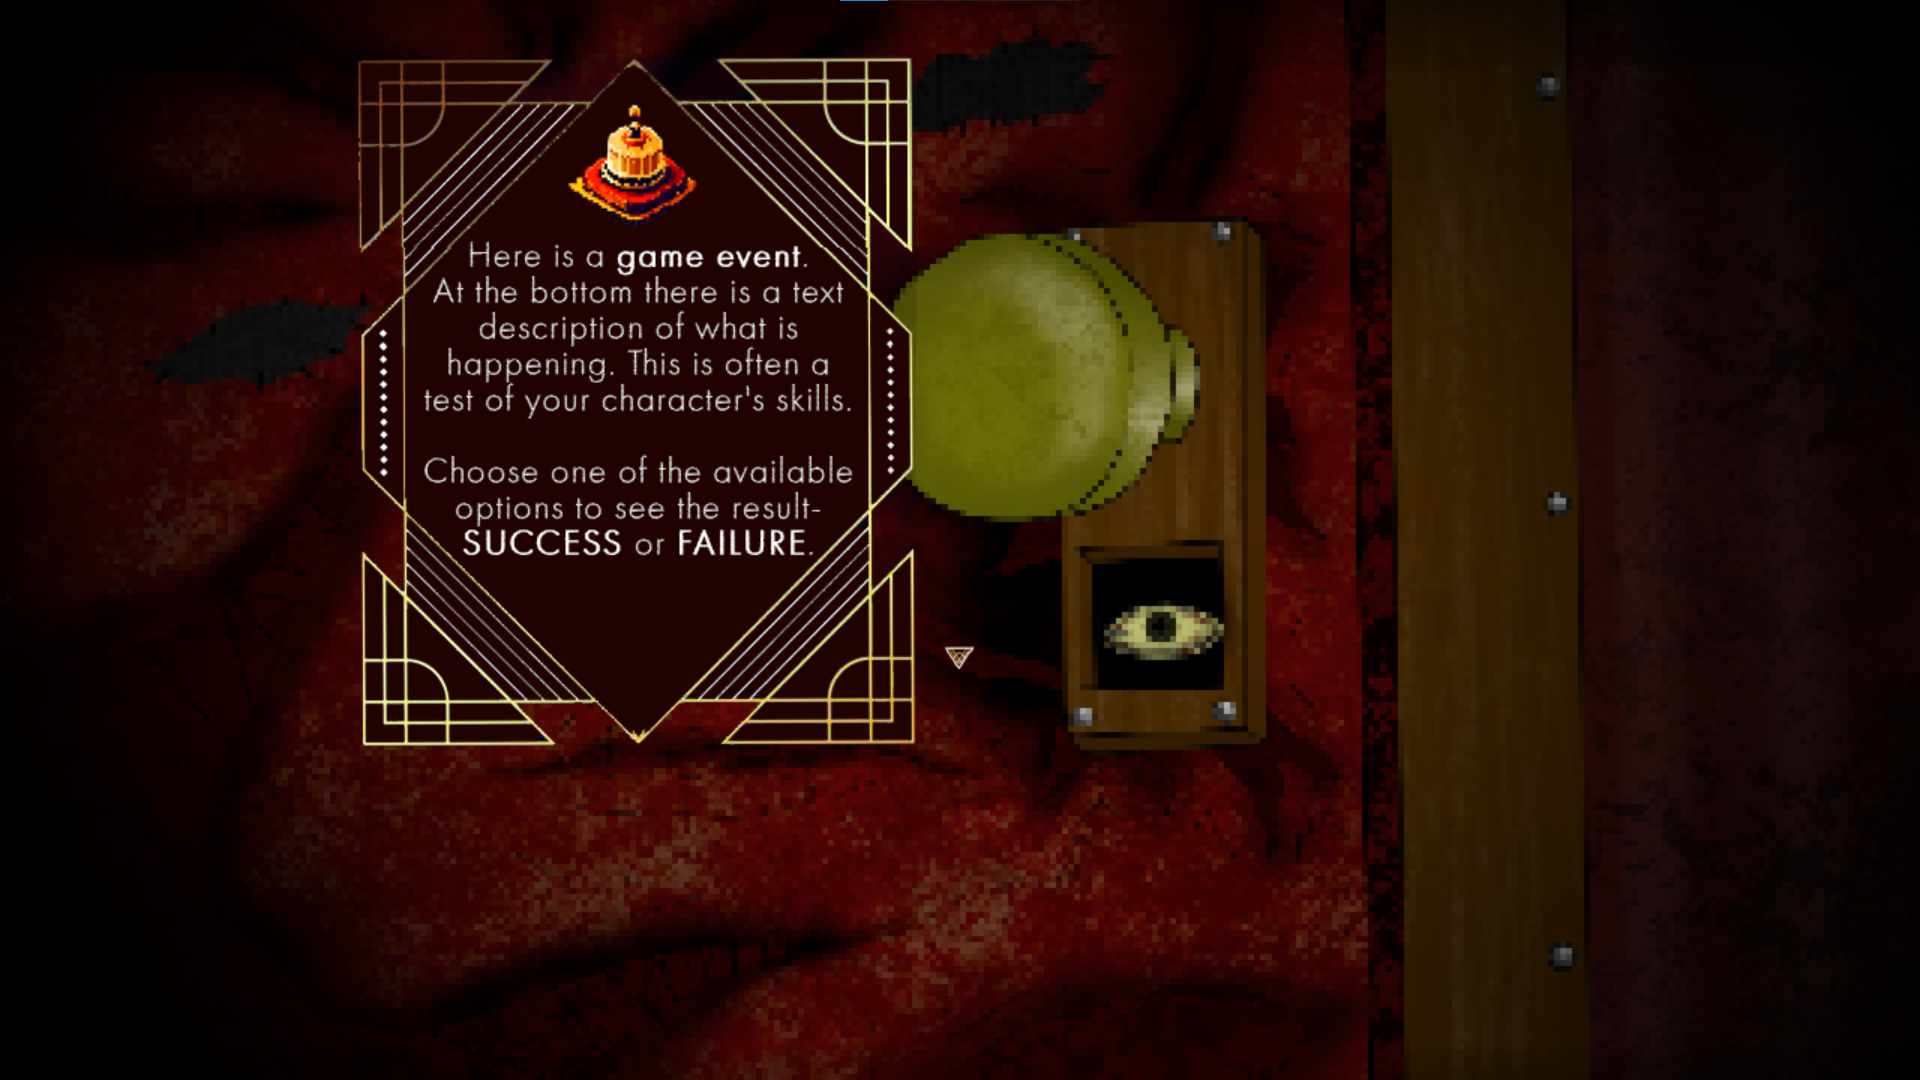 Here is a game event.
At the bottom there is a text
description of what is
happening. This is often a
test of your character's skills.
Choose one of the available
options to see the result-
SUCCESS or FAILURE.